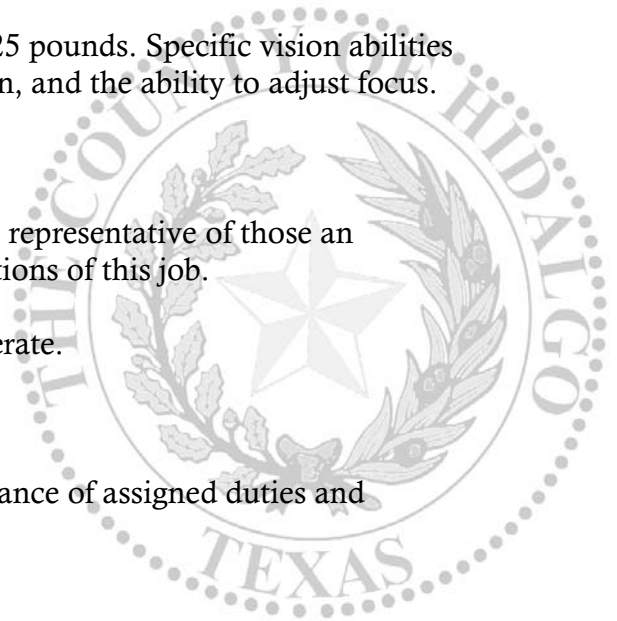 25 pounds. Specific vision abilities
n, and the ability to adjust focus.
representative of those an
tions of this job.
erate.
ance of assigned duties and
THE COUNTY OF HIDALGO
TEXAS